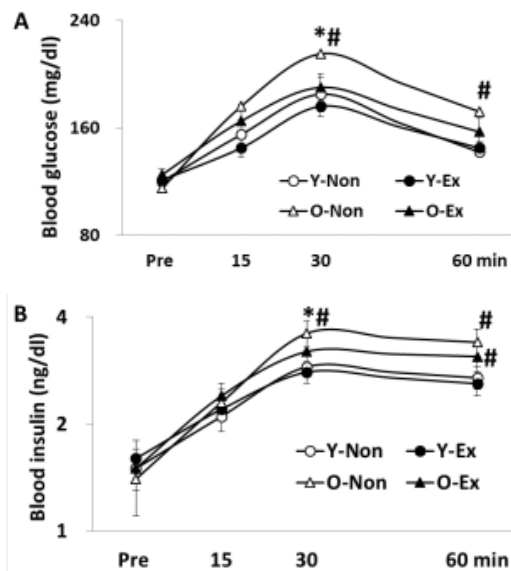 A
Blood glucose (mg/dl)
240
160
80
*#
#
Y-Non Y-Ex
O-Non O-Ex
Pre 15 30 60 min
B
Blood insulin (ng/dl)
4
2
1
*#
#
#
Y-Non Y-Ex
O-Non O-Ex
Pre 15 30 60 min